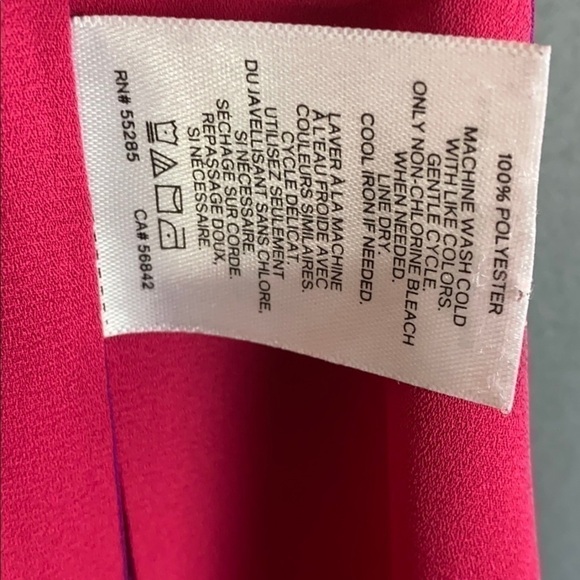 100% POLYESTER
MACHINE WASH COLD
WITH LIKE COLORS.
GENTLE CYCLE.
ONLY NON-CHLORINE BLEACH
WHEN NEEDED.
LINE DRY.
COOL IRON IF NEEDED.
LAVER À LA MACHINE
À L'EAU FROIDE AVEC
COULEURS SIMILAIRES.
CYCLE DÉLICAT.
UTILISEZ SEULEMENT
DU JAVELLISANT SANS CHLORE,
SI NÉCESSAIRE.
SÉCHAGE SUR CORDE.
REPASSAGE DOUX,
SI NÉCESSAIRE.
RN# 55285 CA# 56842